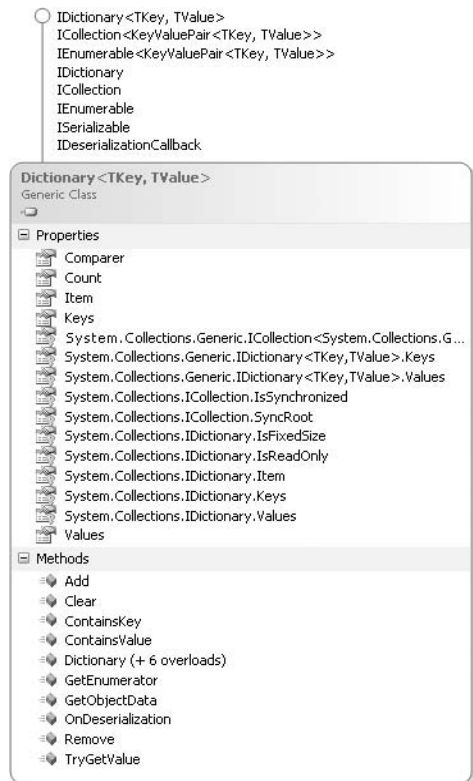 IDictionary<TKey, TValue>
ICollection<KeyValuePair<TKey, TValue>>
IEnumerable<KeyValuePair<TKey, TValue>>
IDictionary
ICollection
IEnumerable
ISerializable
IDeserializationCallback
Dictionary<TKey, TValue>
Generic Class
Properties
Comparer
Count
Item
Keys
System.Collections.Generic.ICollection<System.Collections.G...
System.Collections.Generic.IDictionary<TKey,TValue>.Keys
System.Collections.Generic.IDictionary<TKey,TValue>.Values
System.Collections.ICollection.IsSynchronized
System.Collections.ICollection.SyncRoot
System.Collections.IDictionary.IsFixedSize
System.Collections.IDictionary.IsReadOnly
System.Collections.IDictionary.Item
System.Collections.IDictionary.Keys
System.Collections.IDictionary.Values
Values
Methods
Add
Clear
ContainsKey
ContainsValue
Dictionary (+ 6 overloads)
GetEnumerator
GetObjectData
OnDeserialization
Remove
TryGetValue